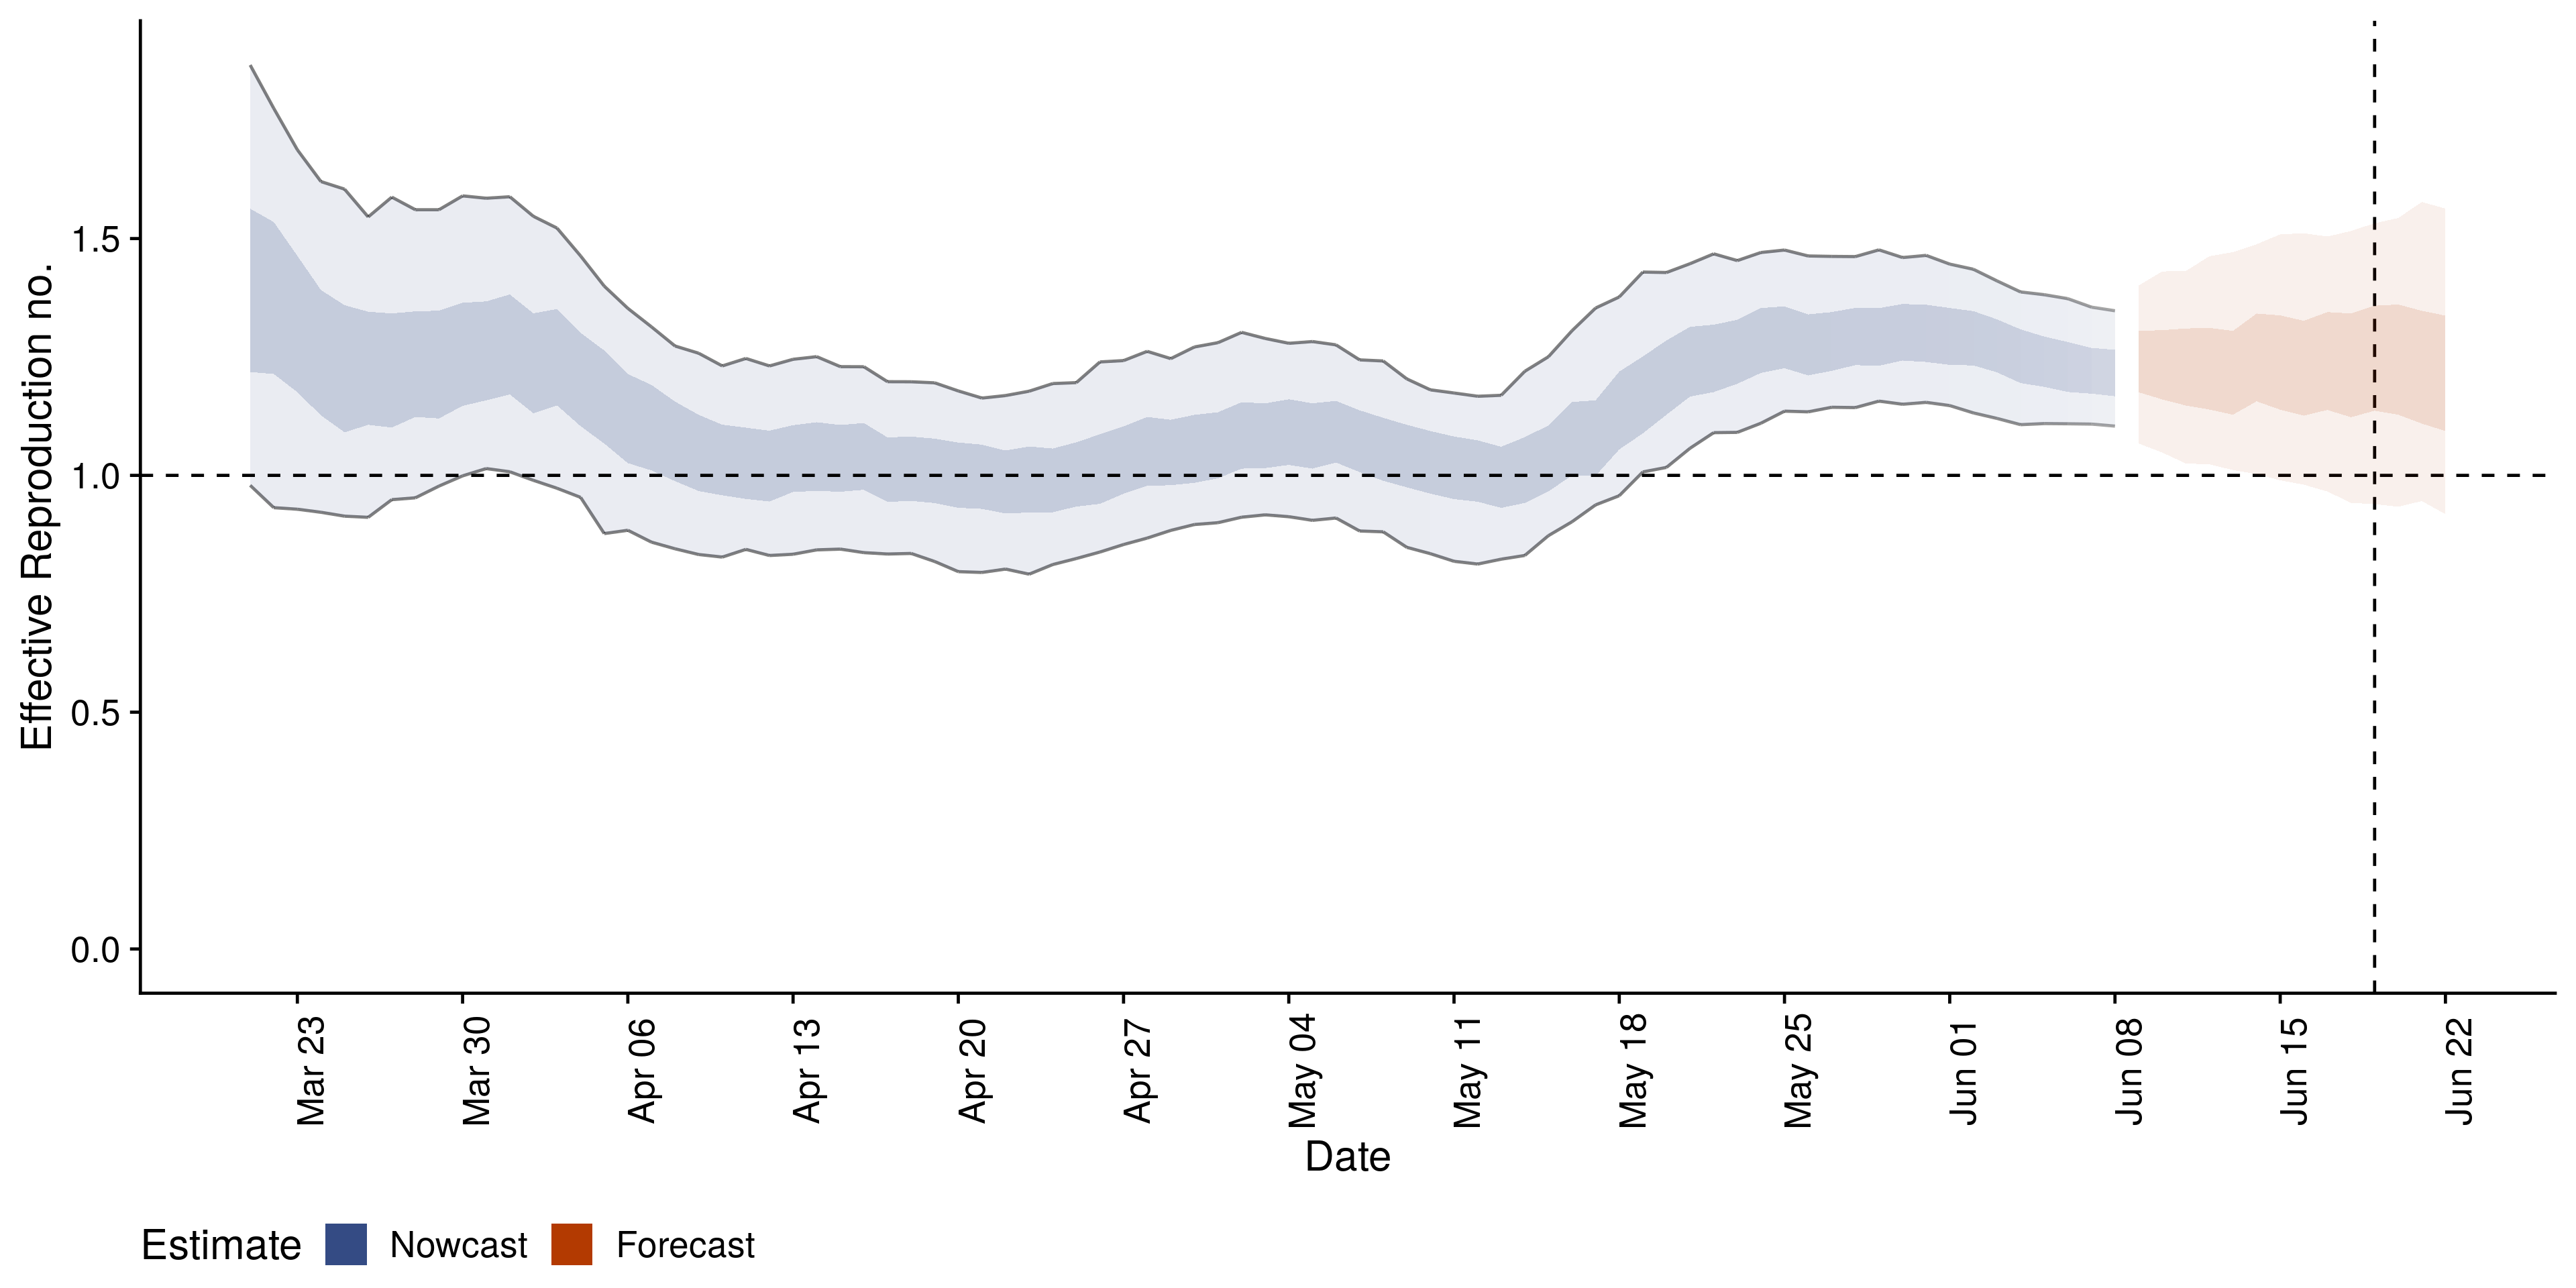 Effective Reproduction no.
1.5
1.0
0.5
0.0
Mar 23
Mar 30
Apr 06
Apr 13
Apr 20
Apr 27
May 04
May 11
May 18
May 25
Jun 01
Jun 08
Jun 15
Jun 22
Date
Estimate Nowcast Forecast